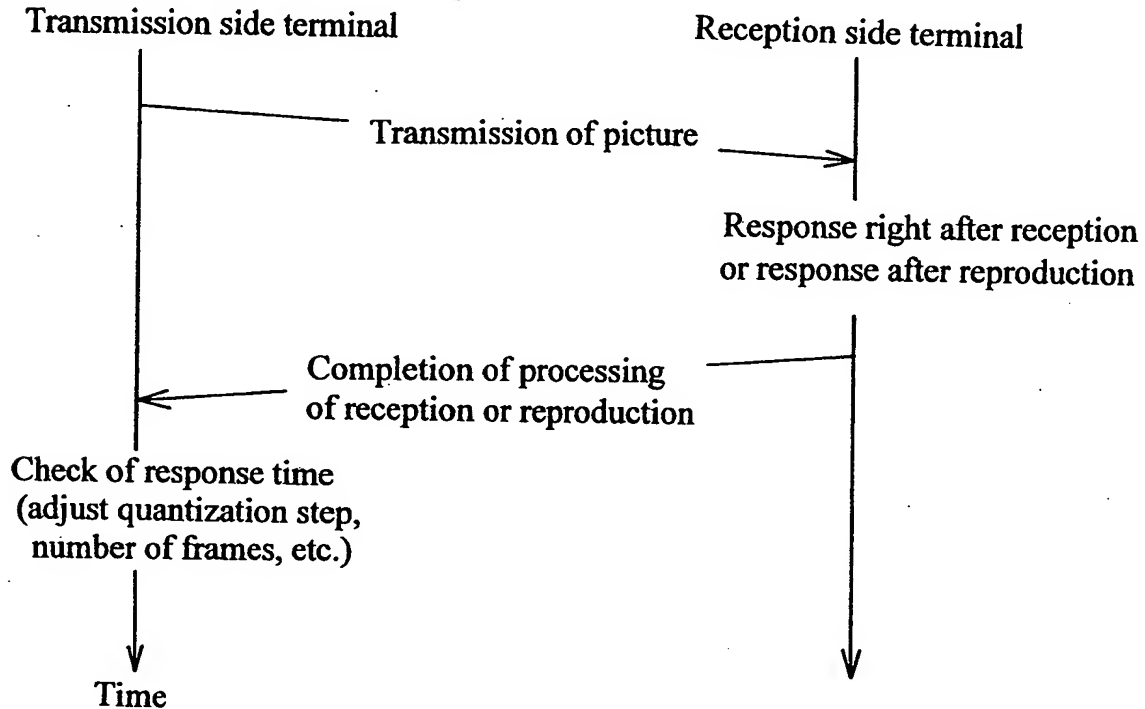 Transmission side terminal
Reception side terminal
Transmission of picture
Response right after reception
or response after reproduction
Completion of processing
of reception or reproduction
Check of response time
(adjust quantization step,
number of frames, etc.)
Time